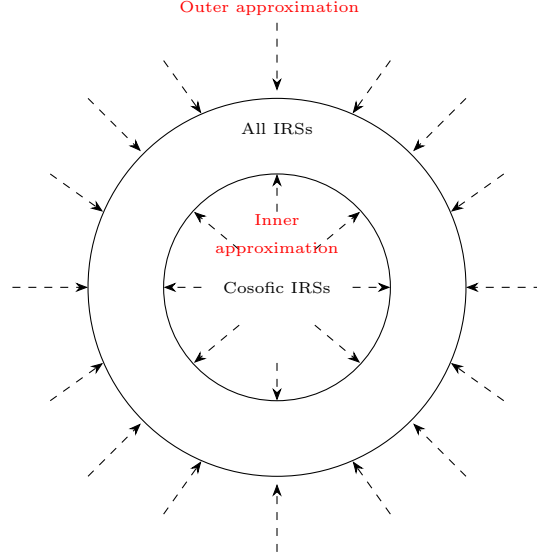 Outer approximation
All IRSs
Inner
approximation
Cosofic IRSs